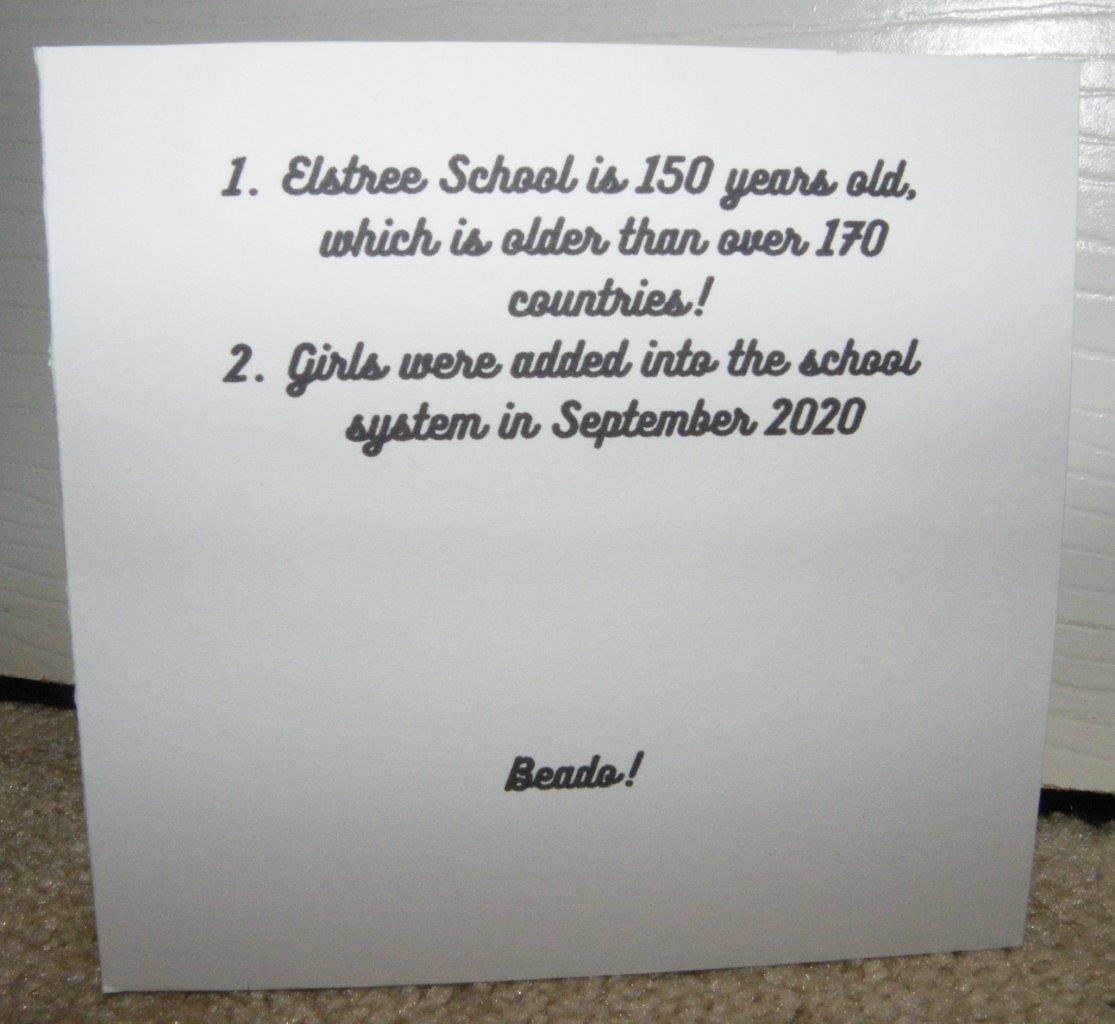 1. Elstree School is 150 years old,
which is older than over 170
countries!
2. Girls were added into the school
system in September 2020
Beado!